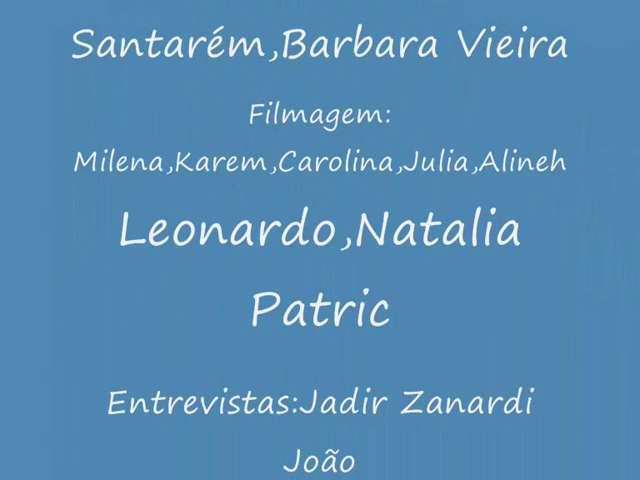 Santarém,Barbara Vieira
Filmagem:
Milena,Karem,Carolina,Julia,Alineh
Leonardo,Natalia
Patric
Entrevistas:Jadir Zanardi
João